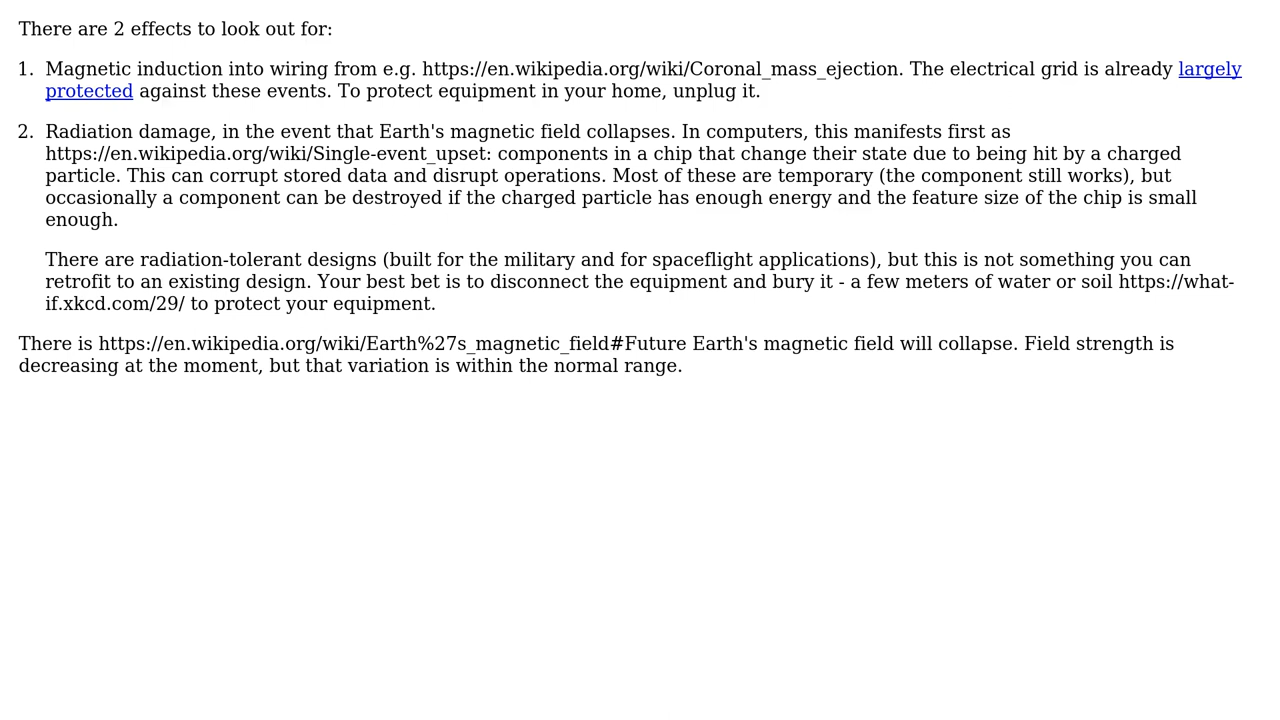 There are 2 effects to look out for:
1. Magnetic induction into wiring from e.g. https://en.wikipedia.org/wiki/Coronal_mass_ejection. The electrical grid is already largely
protected against these events. To protect equipment in your home, unplug it.
2. Radiation damage, in the event that Earth's magnetic field collapses. In computers, this manifests first as
https://en.wikipedia.org/wiki/Single-event_upset: components in a chip that change their state due to being hit by a charged
particle. This can corrupt stored data and disrupt operations. Most of these are temporary (the component still works), but
occasionally a component can be destroyed if the charged particle has enough energy and the feature size of the chip is small
enough.
There are radiation-tolerant designs (built for the military and for spaceflight applications), but this is not something you can
retrofit to an existing design. Your best bet is to disconnect the equipment and bury it - a few meters of water or soil https://what-
if.xkcd.com/29/ to protect your equipment.
There is https://en.wikipedia.org/wiki/Earth%27s_magnetic_field#Future Earth's magnetic field will collapse. Field strength is
decreasing at the moment, but that variation is within the normal range.